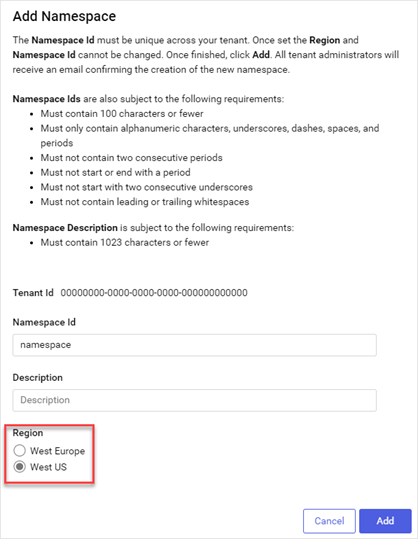 Add Namespace
The Namespace Id must be unique across your tenant. Once set the Region and
Namespace Id cannot be changed. Once finished, click Add. All tenant administrators will
receive an email confirming the creation of the new namespace.
Namespace Ids are also subject to the following requirements:
• Must contain 100 characters or fewer
• Must only contain alphanumeric characters, underscores, dashes, spaces, and
periods
• Must not contain two consecutive periods
• Must not start or end with a period
• Must not start with two consecutive underscores
• Must not contain leading or trailing whitespaces
Namespace Description is subject to the following requirements:
• Must contain 1023 characters or fewer
Tenant Id 00000000-0000-0000-0000-000000000000
Namespace Id
namespace
Description
Description
Region
West Europe
West US
Cancel Add